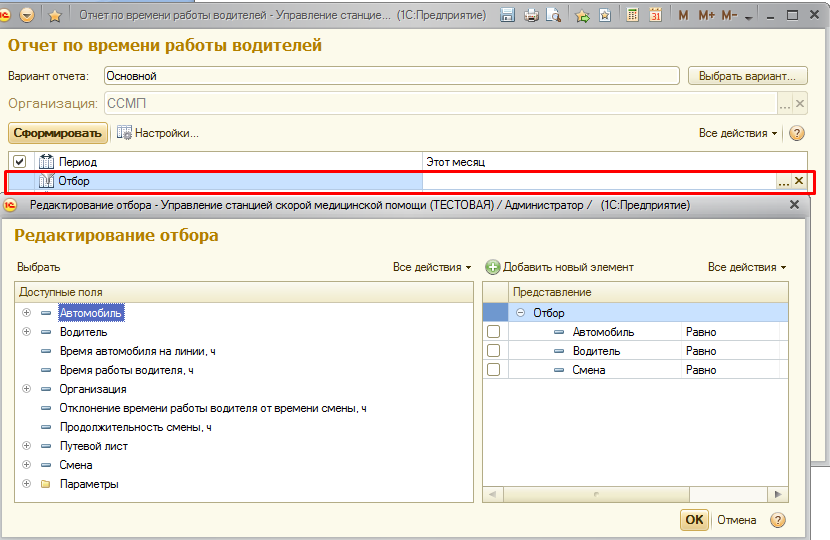 Отчет по времени работы водителей - Управление станцие... (1С:Предприятие) M M+ M-
Отчет по времени работы водителей
Вариант отчета: Основной Выбрать вариант...
Организация: ССМП ... ×
Сформировать Настройки... Все действия ?
Период Этот месяц
Отбор ... ×
Редактирование отбора - Управление станцией скорой медицинской помощи (ТЕСТОВАЯ) / Администратор / (1С:Предприятие)
Редактирование отбора
Выбрать Все действия Добавить новый элемент Все действия
Доступные поля Представление
Автомобиль Отбор
Водитель Автомобиль Равно
Время автомобиля на линии, ч Водитель Равно
Время работы водителя, ч Смена Равно
Организация
Отклонение времени работы водителя от времени смены, ч
Продолжительность смены, ч
Путевой лист
Смена
Параметры
OK Отмена ?